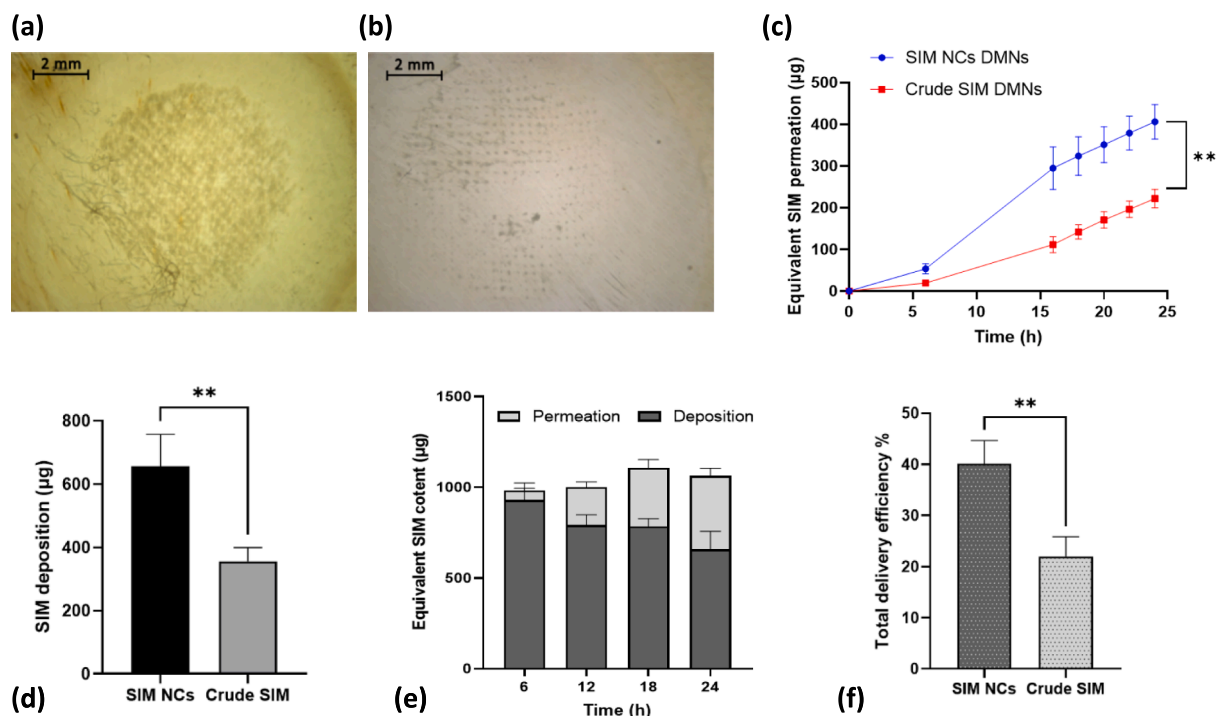 (a)
2 mm
(b)
2 mm
(c)
SIM NCs DMNs
Crude SIM DMNs
Equivalent SIM permeation (µg)
500
400
300
200
100
0
**
0 5 10 15 20 25
Time (h)
SIM deposition (µg)
800
600
400
200
0
**
SIM NCs Crude SIM
(d)
Equivalent SIM cotent (µg)
1500
1000
500
0
Permeation Deposition
6 12 18 24
Time (h)
(e)
Total delivery efficiency %
50
40
30
20
10
0
**
SIM NCs Crude SIM
(f)